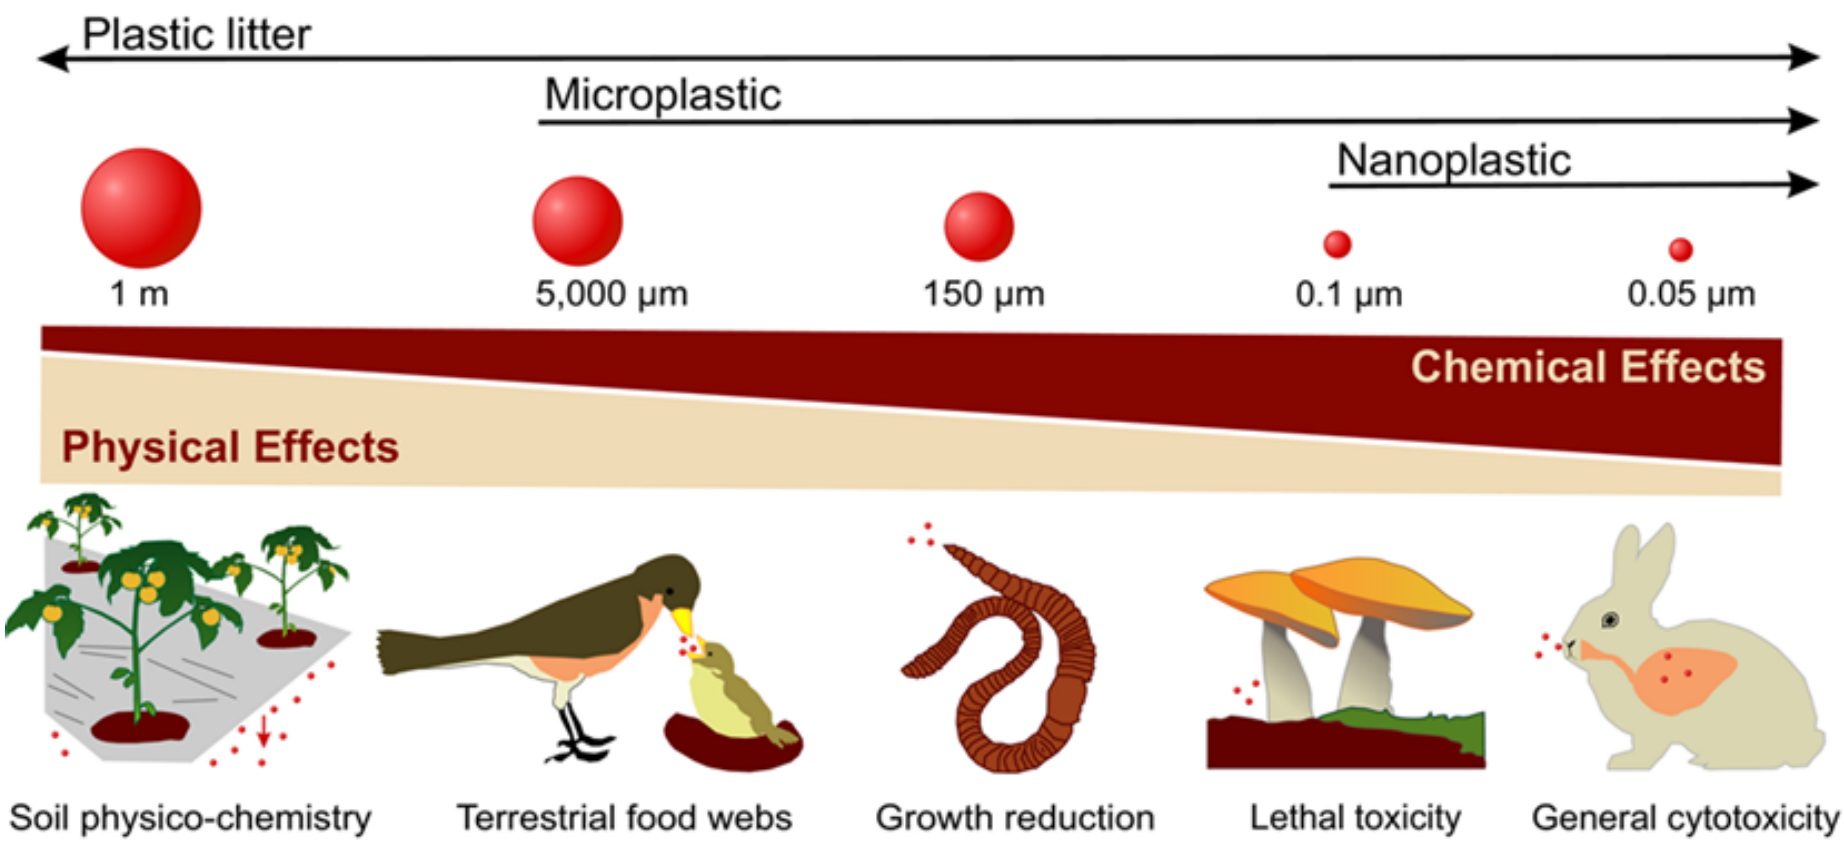 Plastic litter
Microplastic
Nanoplastic
1 m
5,000 µm
150 µm
0.1 µm
0.05 µm
Chemical Effects
Physical Effects
Soil physico-chemistry
Terrestrial food webs
Growth reduction
Lethal toxicity
General cytotoxicity